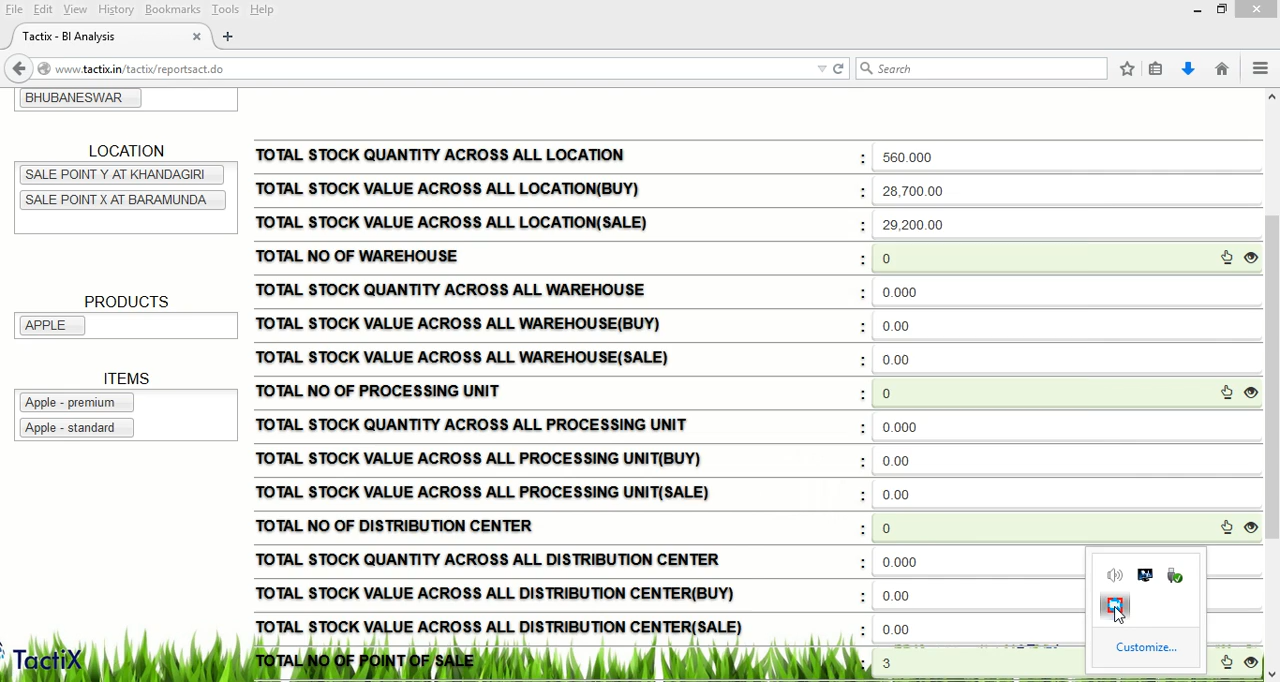 File Edit View History Bookmarks Tools Help
Tactix - BI Analysis
www.tactix.in/tactix/reportsact.do
Search
BHUBANESWAR
LOCATION
SALE POINT Y AT KHANDAGIRI
SALE POINT X AT BARAMUNDA
PRODUCTS
APPLE
ITEMS
Apple - premium
Apple - standard
TOTAL STOCK QUANTITY ACROSS ALL LOCATION : 560.000
TOTAL STOCK VALUE ACROSS ALL LOCATION(BUY) : 28,700.00
TOTAL STOCK VALUE ACROSS ALL LOCATION(SALE) : 29,200.00
TOTAL NO OF WAREHOUSE : 0
TOTAL STOCK QUANTITY ACROSS ALL WAREHOUSE : 0.000
TOTAL STOCK VALUE ACROSS ALL WAREHOUSE(BUY) : 0.00
TOTAL STOCK VALUE ACROSS ALL WAREHOUSE(SALE) : 0.00
TOTAL NO OF PROCESSING UNIT : 0
TOTAL STOCK QUANTITY ACROSS ALL PROCESSING UNIT : 0.000
TOTAL STOCK VALUE ACROSS ALL PROCESSING UNIT(BUY) : 0.00
TOTAL STOCK VALUE ACROSS ALL PROCESSING UNIT(SALE) : 0.00
TOTAL NO OF DISTRIBUTION CENTER : 0
TOTAL STOCK QUANTITY ACROSS ALL DISTRIBUTION CENTER : 0.000
TOTAL STOCK VALUE ACROSS ALL DISTRIBUTION CENTER(BUY) : 0.00
TOTAL STOCK VALUE ACROSS ALL DISTRIBUTION CENTER(SALE) : 0.00
TOTAL NO OF POINT OF SALE : 3
Customize...
TactiX